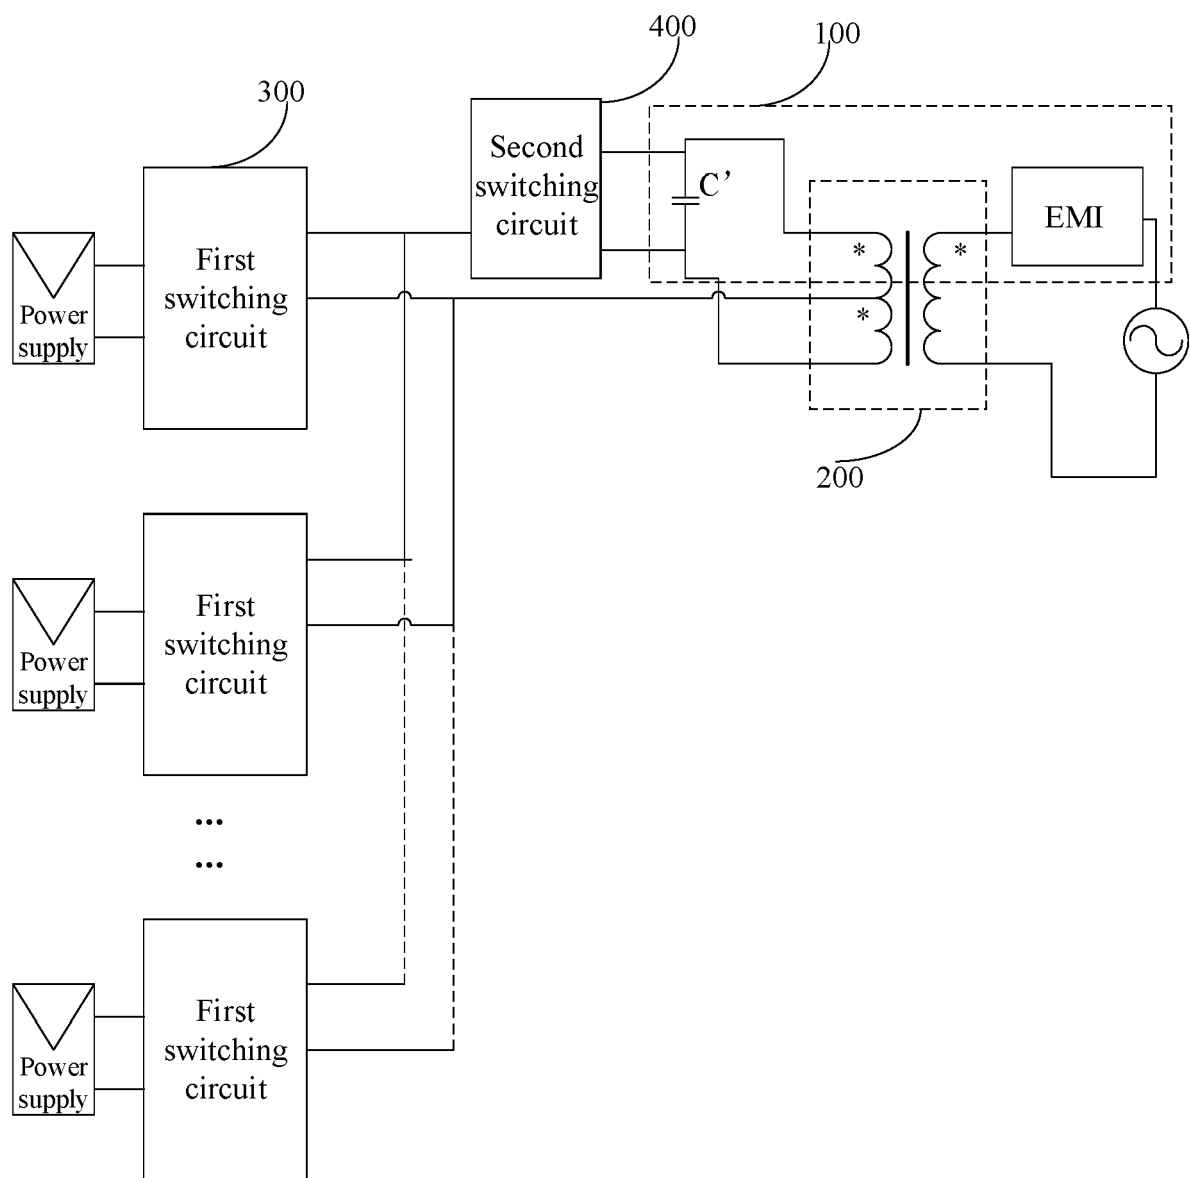 400
100
300
Second
switching
circuit
C’
EMI
First
switching
circuit
*
*
*
Power
supply
200
First
switching
circuit
Power
supply
...
...
First
switching
circuit
Power
supply